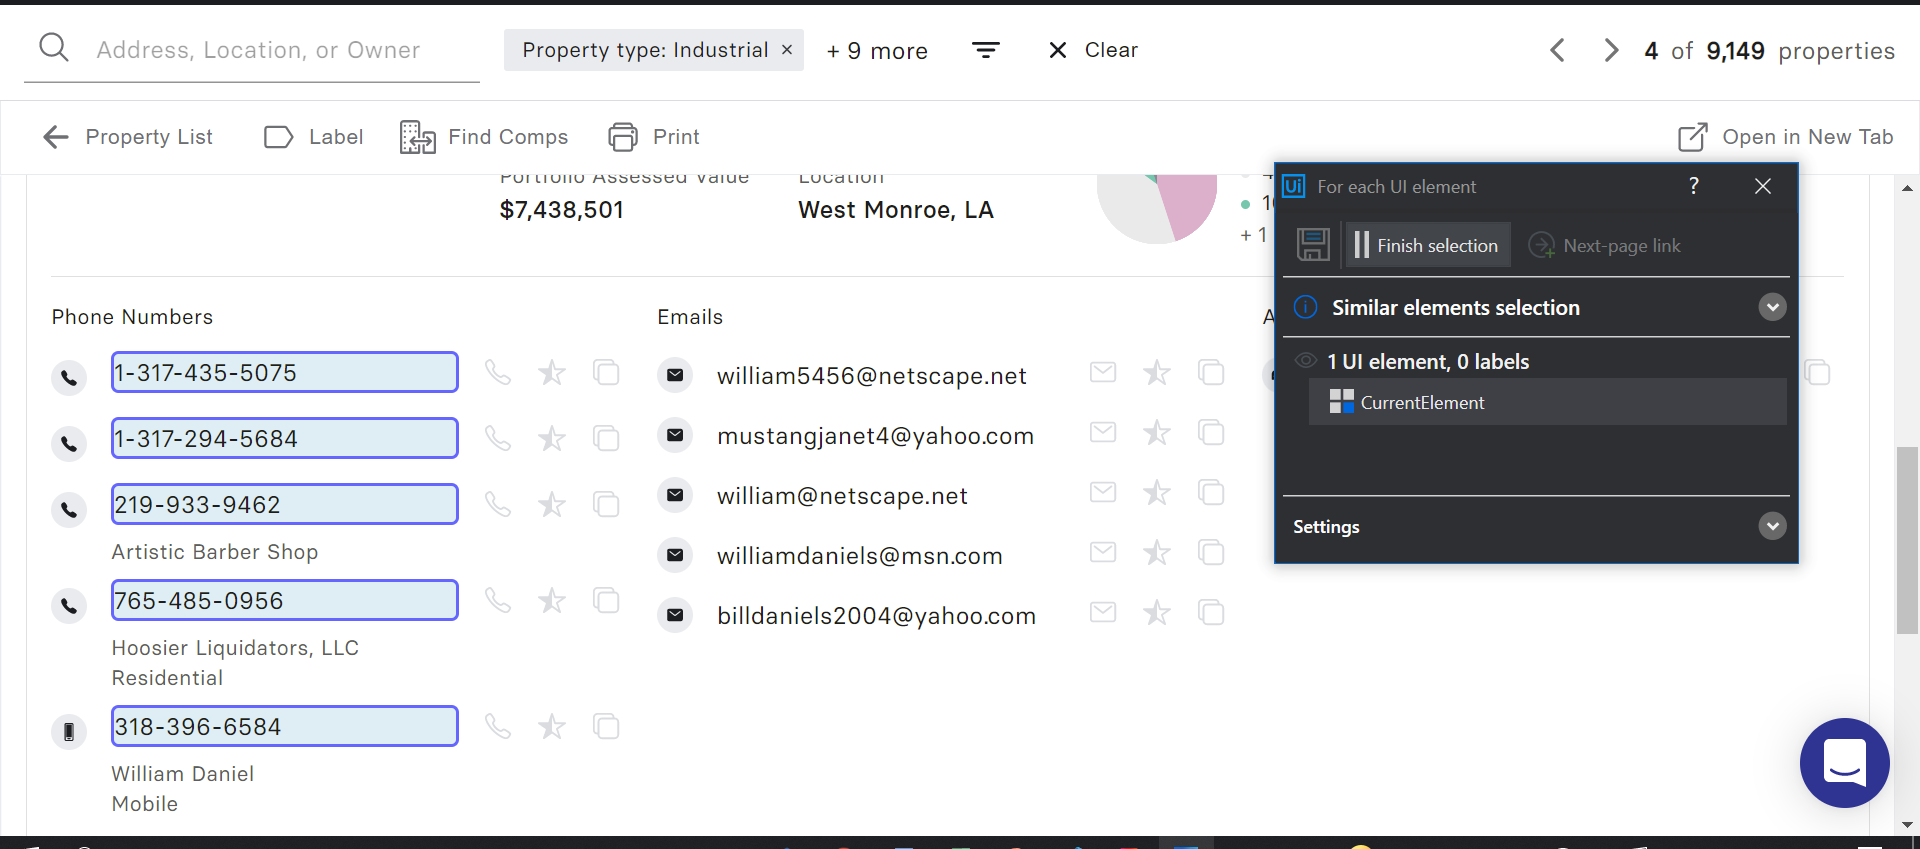 Address, Location, or Owner
Property type: Industrial ×
+ 9 more
Clear
4 of 9,149 properties
Property List
Label
Find Comps
Print
Open in New Tab
Portfolio Assessed Value
$7,438,501
Location
West Monroe, LA
+ 1
Ui For each UI element ?
Finish selection
Next-page link
Similar elements selection
1 UI element, 0 labels
CurrentElement
Settings
Phone Numbers
1-317-435-5075
1-317-294-5684
219-933-9462
Artistic Barber Shop
765-485-0956
Hoosier Liquidators, LLC
Residential
318-396-6584
William Daniel
Mobile
Emails
william5456@netscape.net
mustangjanet4@yahoo.com
william@netscape.net
williamdaniels@msn.com
billdaniels2004@yahoo.com